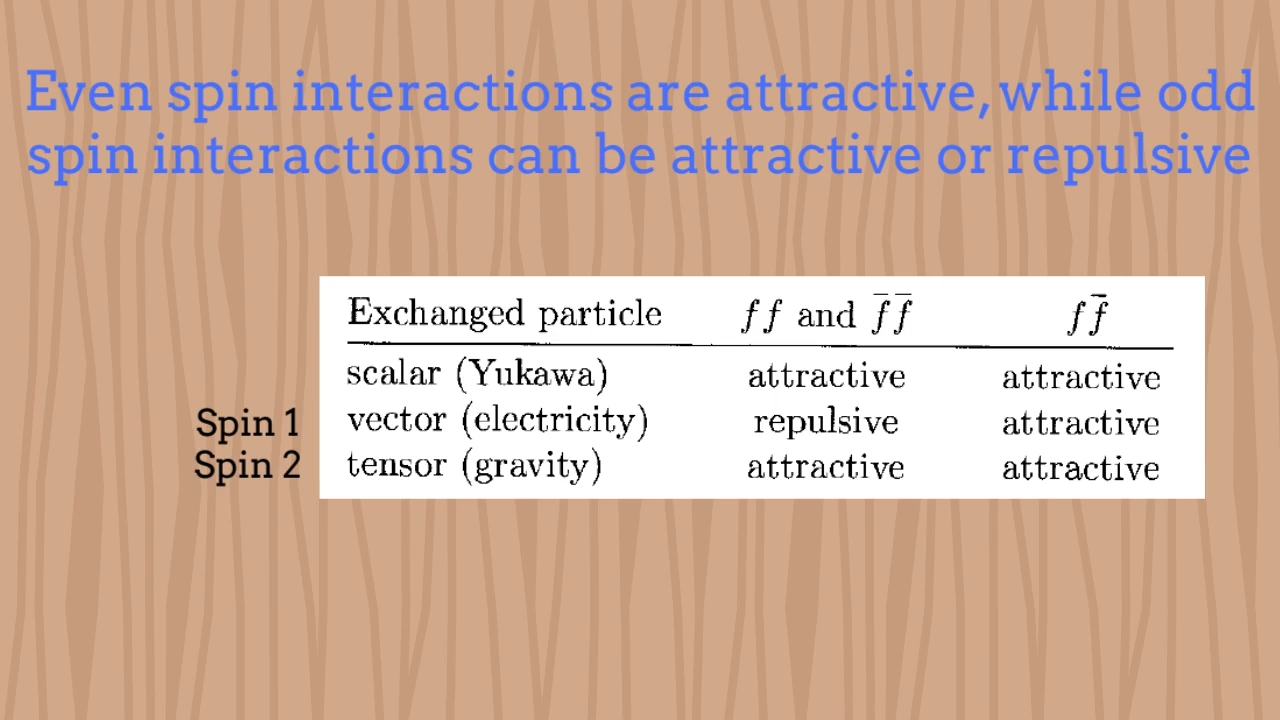 Even spin interactions are attractive, while odd
spin interactions can be attractive or repulsive
Exchanged particle ff and f̄f̄ ff̄
scalar (Yukawa) attractive attractive
Spin 1 vector (electricity) repulsive attractive
Spin 2 tensor (gravity) attractive attractive